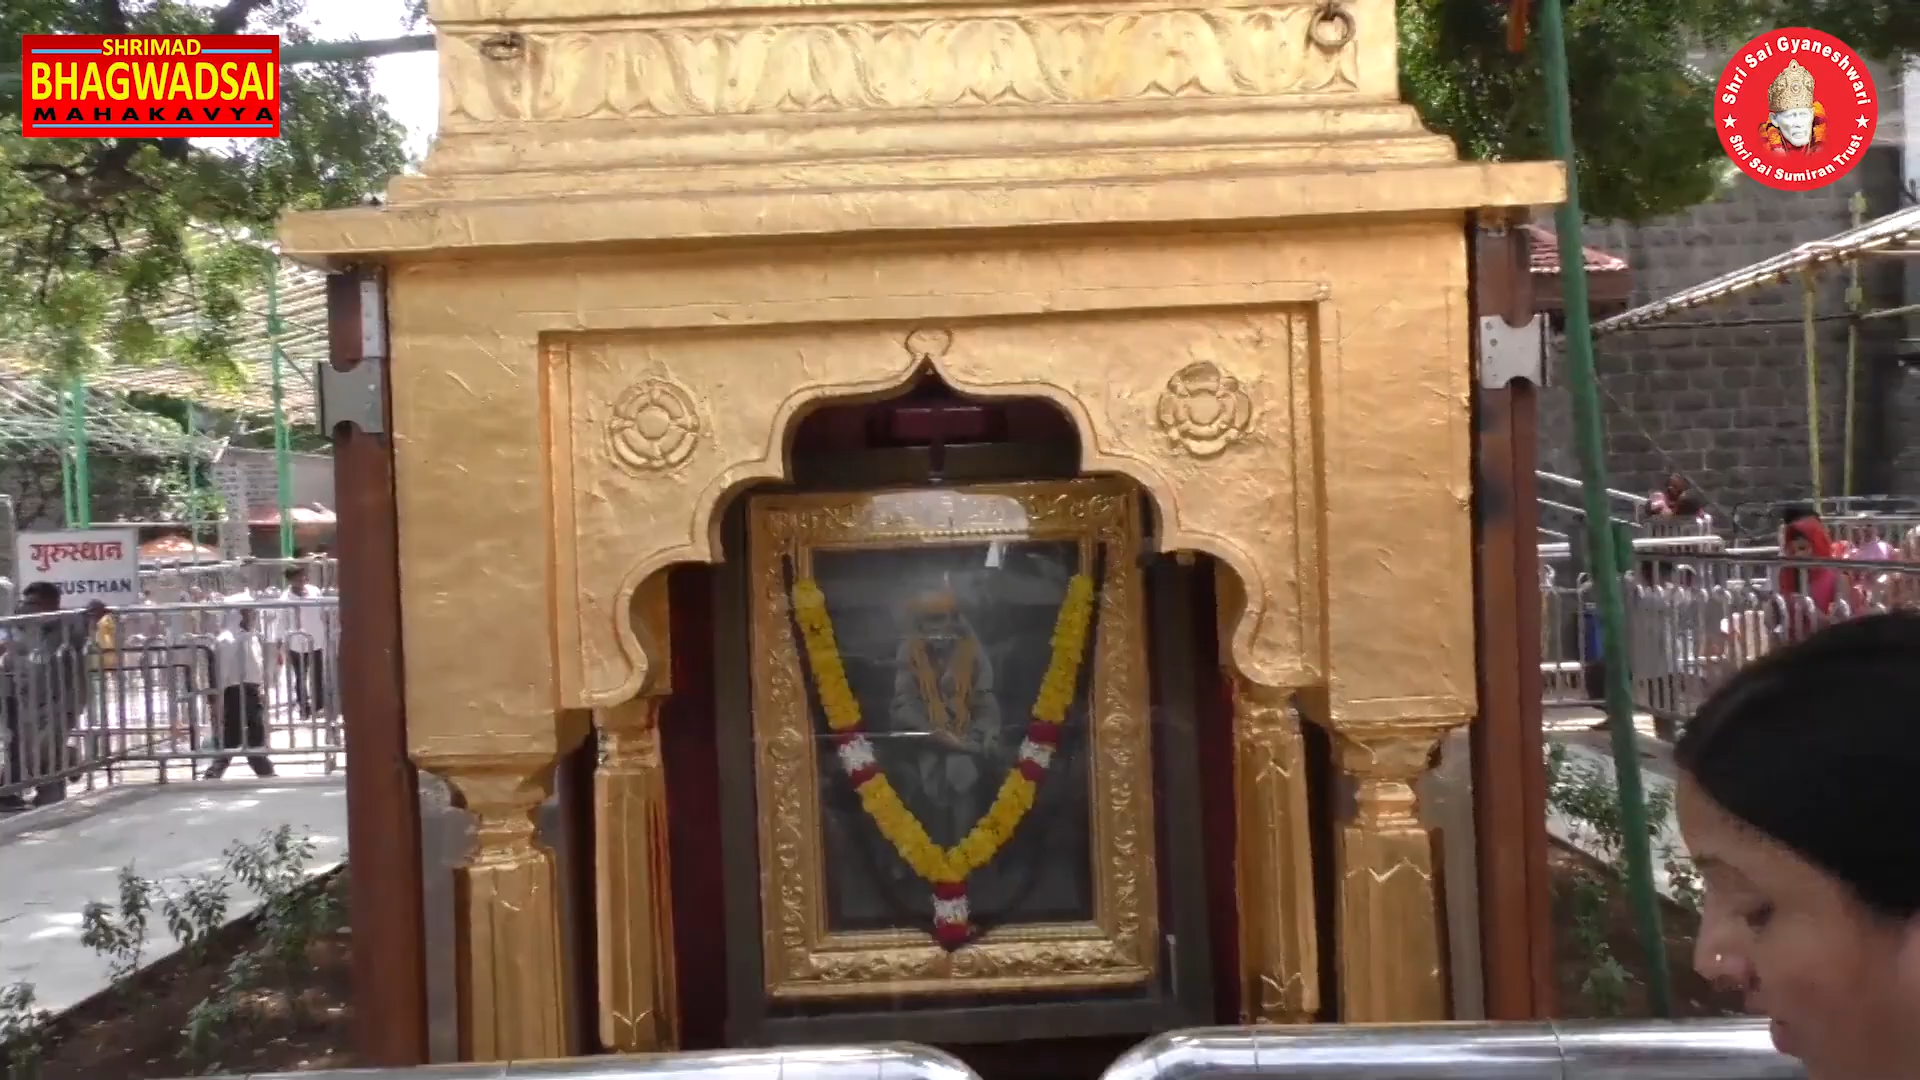 SHRIMAD
BHAGWADSAI
MAHAKAVYA
Shri Sai Gyaneshwari
Shri Sai Sumiran Trust
गुरुस्थान
RUSTHAN